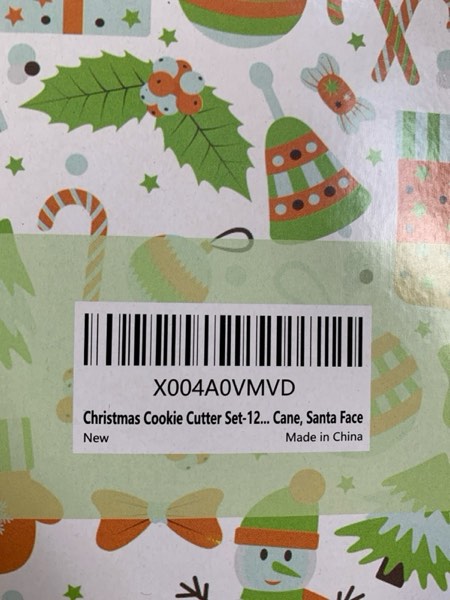 X004A0VMVD
Christmas Cookie Cutter Set-12... Cane, Santa Face
New
Made in China